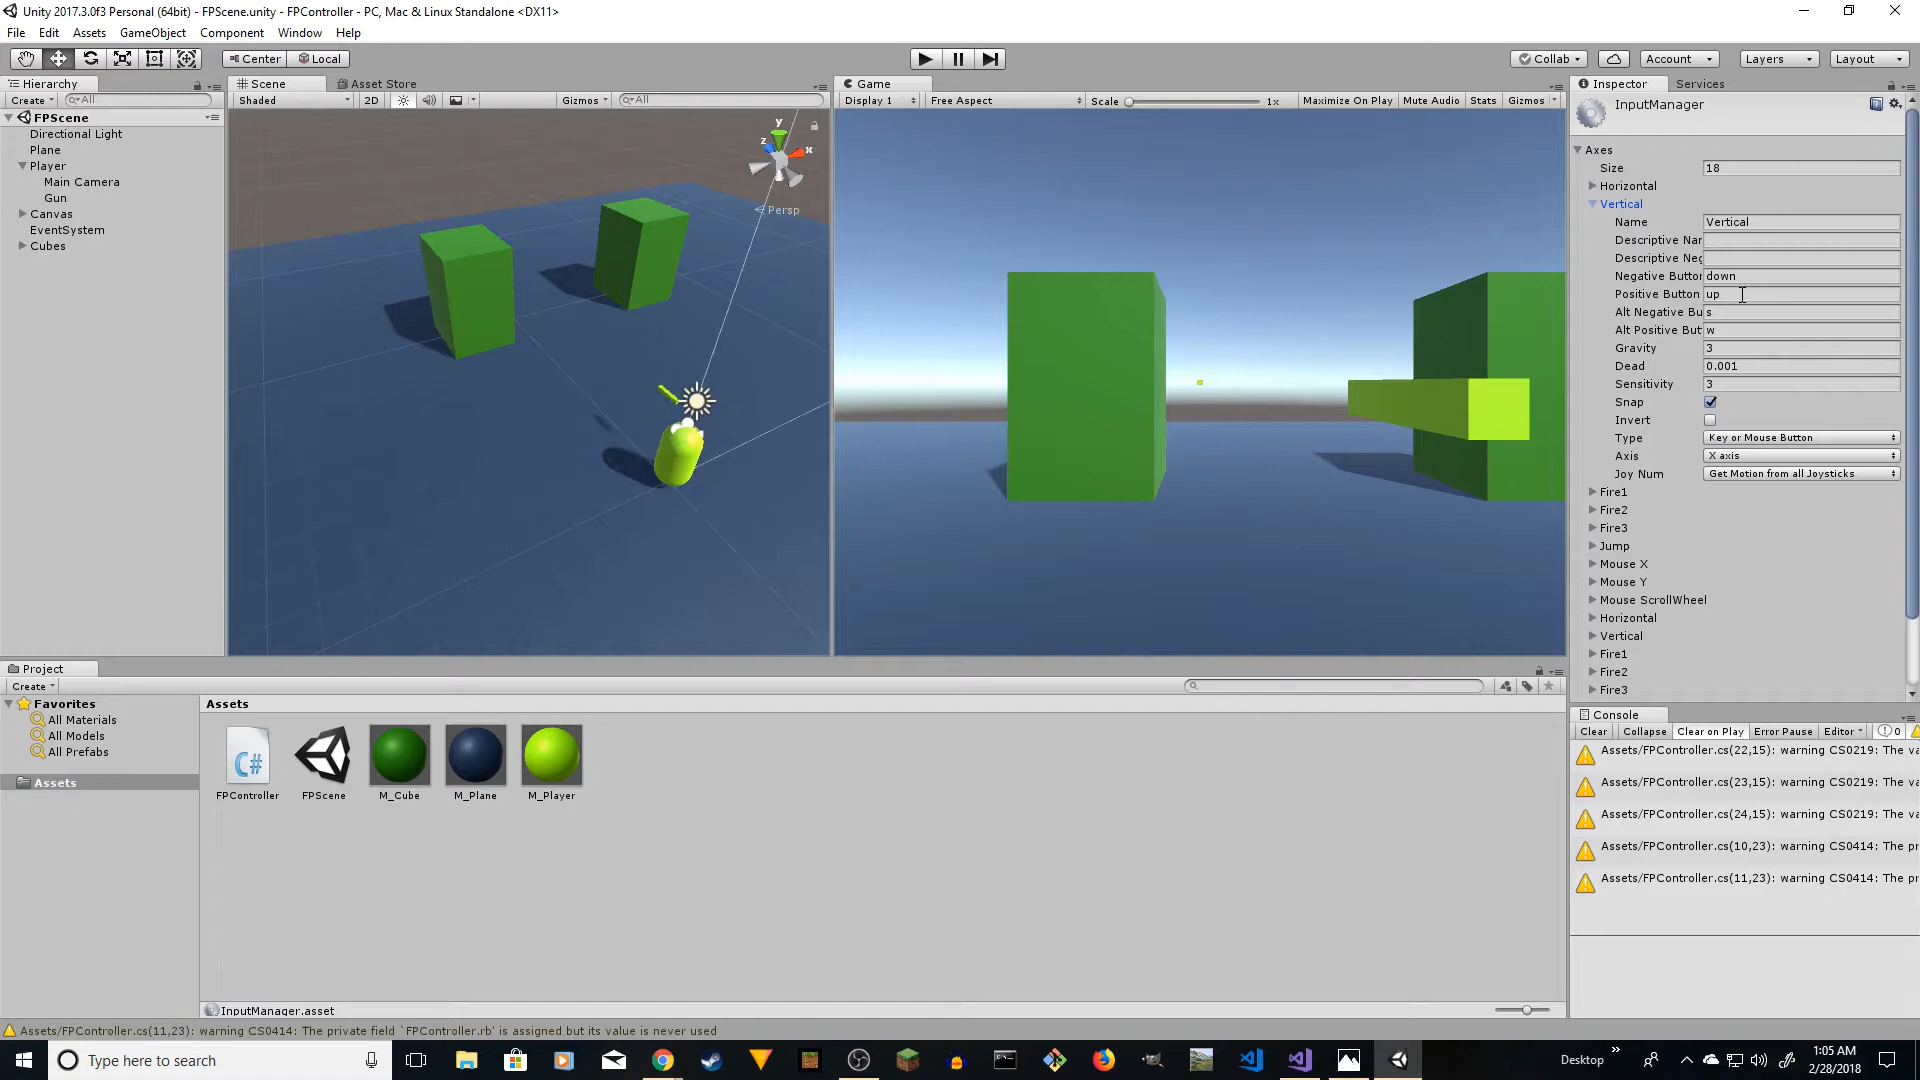 Unity 2017.3.0f3 Personal (64bit) - FPScene.unity - FPController - PC, Mac & Linux Standalone <DX11>
File Edit Assets GameObject Component Window Help
Center Local Collab Account Layers Layout
Hierarchy
Create All
FPScene
Directional Light
Plane
Player
Main Camera
Gun
Canvas
EventSystem
Cubes
Scene Asset Store
Shaded 2D Gizmos All
y
z x
Persp
Game
Display 1 Free Aspect Scale 1x Maximize On Play Mute Audio Stats Gizmos
Inspector Services
InputManager
Axes
Size 18
Horizontal
Vertical
Name Vertical
Descriptive Nar
Descriptive Neg
Negative Button down
Positive Button up
Alt Negative Bu s
Alt Positive But w
Gravity 3
Dead 0.001
Sensitivity 3
Snap
Invert
Type Key or Mouse Button
Axis X axis
Joy Num Get Motion from all Joysticks
Fire1
Fire2
Fire3
Jump
Mouse X
Mouse Y
Mouse ScrollWheel
Horizontal
Vertical
Fire1
Fire2
Fire3
Project
Create
Favorites
All Materials
All Models
All Prefabs
Assets
Assets
C#
FPController FPScene M_Cube M_Plane M_Player
InputManager.asset
Console
Clear Collapse Clear on Play Error Pause Editor 0
Assets/FPController.cs(22,15): warning CS0219: The va
Assets/FPController.cs(23,15): warning CS0219: The va
Assets/FPController.cs(24,15): warning CS0219: The va
Assets/FPController.cs(10,23): warning CS0414: The pr
Assets/FPController.cs(11,23): warning CS0414: The pr
Assets/FPController.cs(11,23): warning CS0414: The private field `FPController.rb' is assigned but its value is never used
Type here to search
Desktop
1:05 AM
2/28/2018